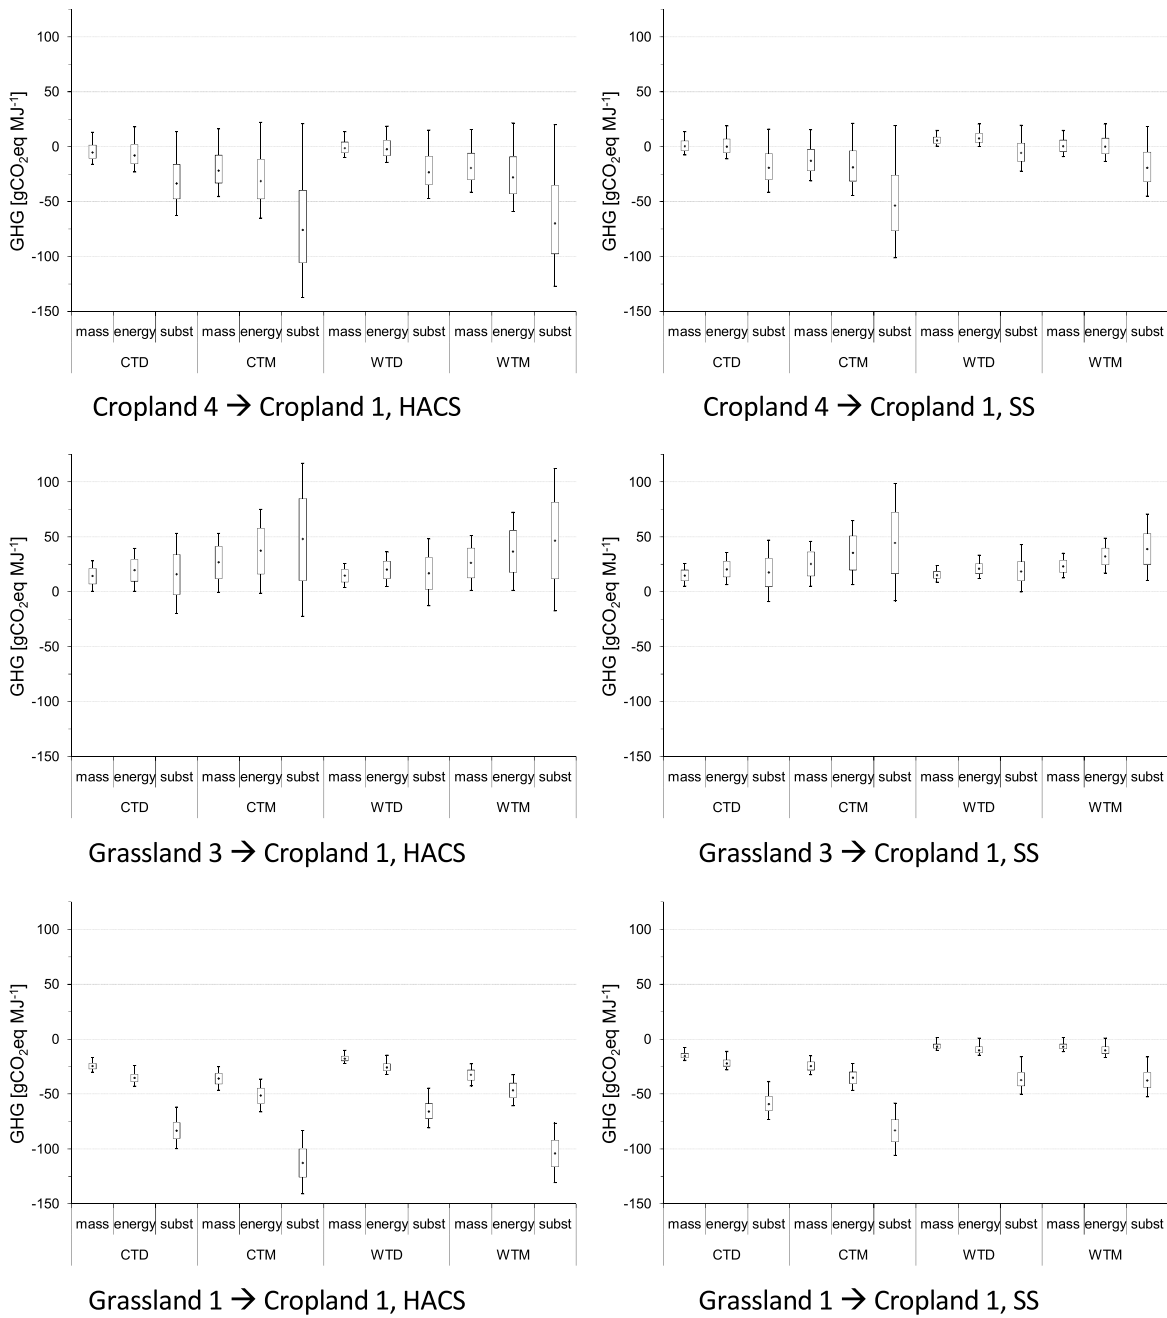 GHG [gCO₂eq MJ⁻¹]
100
50
0
-50
-100
-150
mass energy subst mass energy subst mass energy subst mass energy subst
CTD CTM WTD WTM
Cropland 4 → Cropland 1, HACS
GHG [gCO₂eq MJ⁻¹]
100
50
0
-50
-100
-150
mass energy subst mass energy subst mass energy subst mass energy subst
CTD CTM WTD WTM
Cropland 4 → Cropland 1, SS
GHG [gCO₂eq MJ⁻¹]
100
50
0
-50
-100
-150
mass energy subst mass energy subst mass energy subst mass energy subst
CTD CTM WTD WTM
Grassland 3 → Cropland 1, HACS
GHG [gCO₂eq MJ⁻¹]
100
50
0
-50
-100
-150
mass energy subst mass energy subst mass energy subst mass energy subst
CTD CTM WTD WTM
Grassland 3 → Cropland 1, SS
GHG [gCO₂eq MJ⁻¹]
100
50
0
-50
-100
-150
mass energy subst mass energy subst mass energy subst mass energy subst
CTD CTM WTD WTM
Grassland 1 → Cropland 1, HACS
GHG [gCO₂eq MJ⁻¹]
100
50
0
-50
-100
-150
mass energy subst mass energy subst mass energy subst mass energy subst
CTD CTM WTD WTM
Grassland 1 → Cropland 1, SS